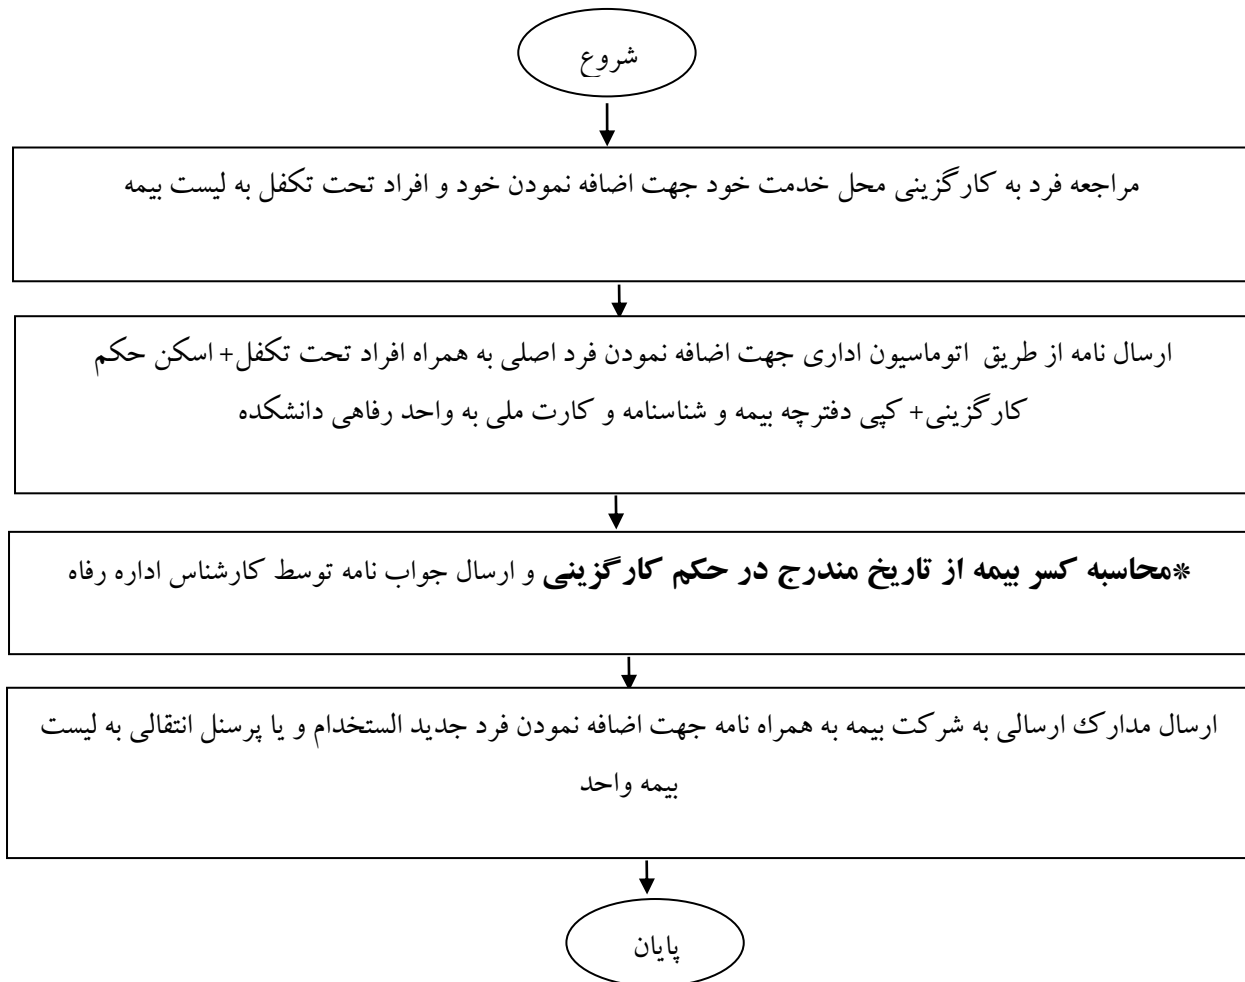 شروع
مراجعه فرد به کارگزینی محل خدمت خود جهت اضافه نمودن خود و افراد تحت تکفل به لیست بیمه
ارسال نامه از طریق اتوماسیون اداری جهت اضافه نمودن فرد اصلی به همراه افراد تحت تکفل+ اسکن حکم
کارگزینی+ کپی دفترچه بیمه و شناسنامه و کارت ملی به واحد رفاهی دانشکده
*محاسبه کسر بیمه از تاریخ مندرج در حکم کارگزینی و ارسال جواب نامه توسط کارشناس اداره رفاه
ارسال مدارک ارسالی به شرکت بیمه به همراه نامه جهت اضافه نمودن فرد جدید الستخدام و یا پرسنل انتقالی به لیست
بیمه واحد
پایان